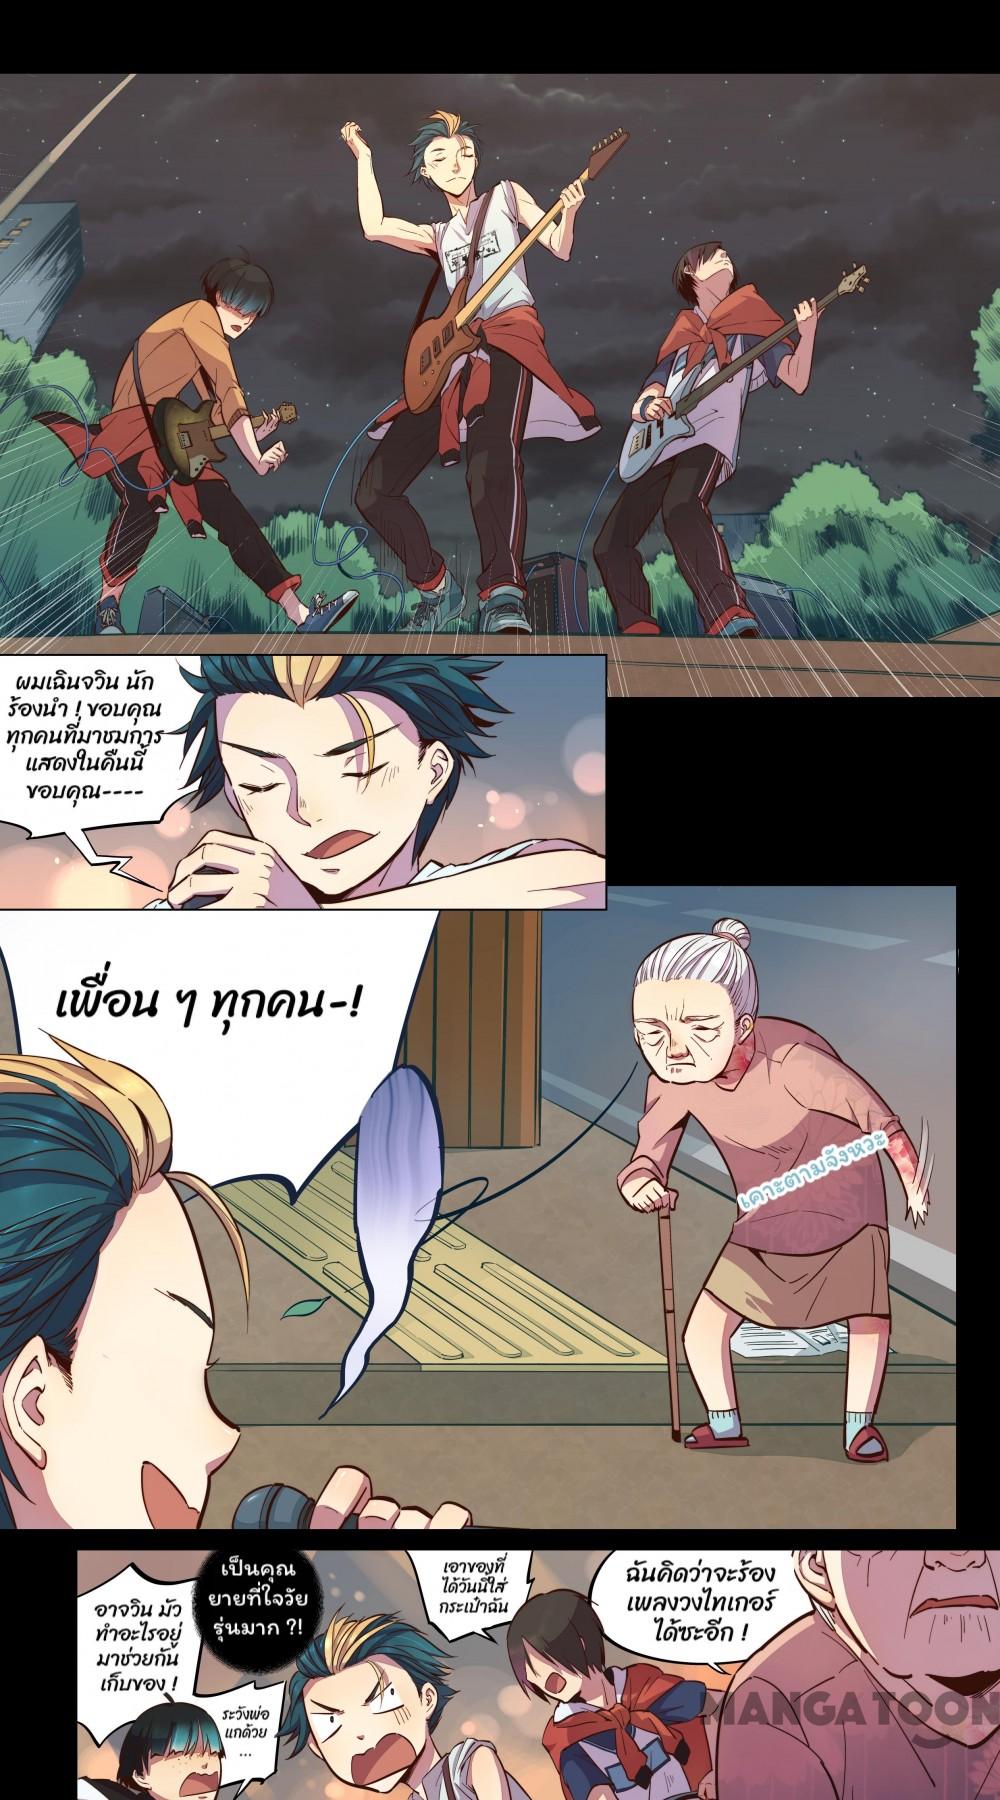 ผมเฉินจวิน นัก
ร้องนำ ! ขอบคุณ
ทุกคนที่มาชมการ
แสดงในคืนนี้
ขอบคุณ----
เพื่อน ๆ ทุกคน-!
เคาะตามจังหวะ
เป็นคุณ
ยายที่ใจวัย
รุ่นมาก ?!
อาจวิน มัว
ทำอะไรอยู่
มาช่วยกัน
เก็บของ !
ระวังพ่อ
แกด้วย
...
เอาของที่
ได้วันนี้ใส่
กระเป๋าฉัน
ฉันคิดว่าจะร้อง
เพลงวงไทเกอร์
ได้ซะอีก !
MANGATOON